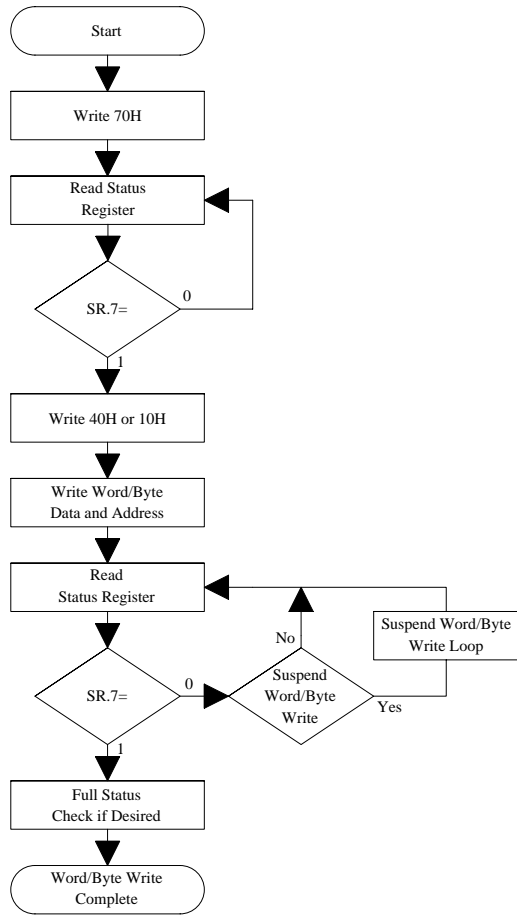 Start
Write 70H
Read Status
Register
SR.7=
0
1
Write 40H or 10H
Write Word/Byte
Data and Address
Read
Status Register
SR.7=
0
1
No
Suspend
Word/Byte
Write
Yes
Suspend Word/Byte
Write Loop
Full Status
Check if Desired
Word/Byte Write
Complete